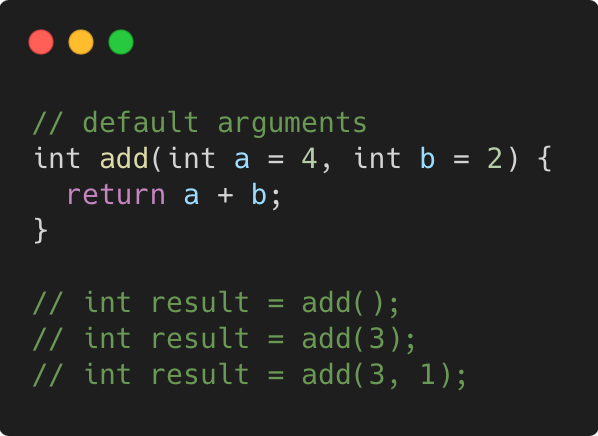 // default arguments
int add(int a = 4, int b = 2) {
  return a + b;
}

// int result = add();
// int result = add(3);
// int result = add(3, 1);